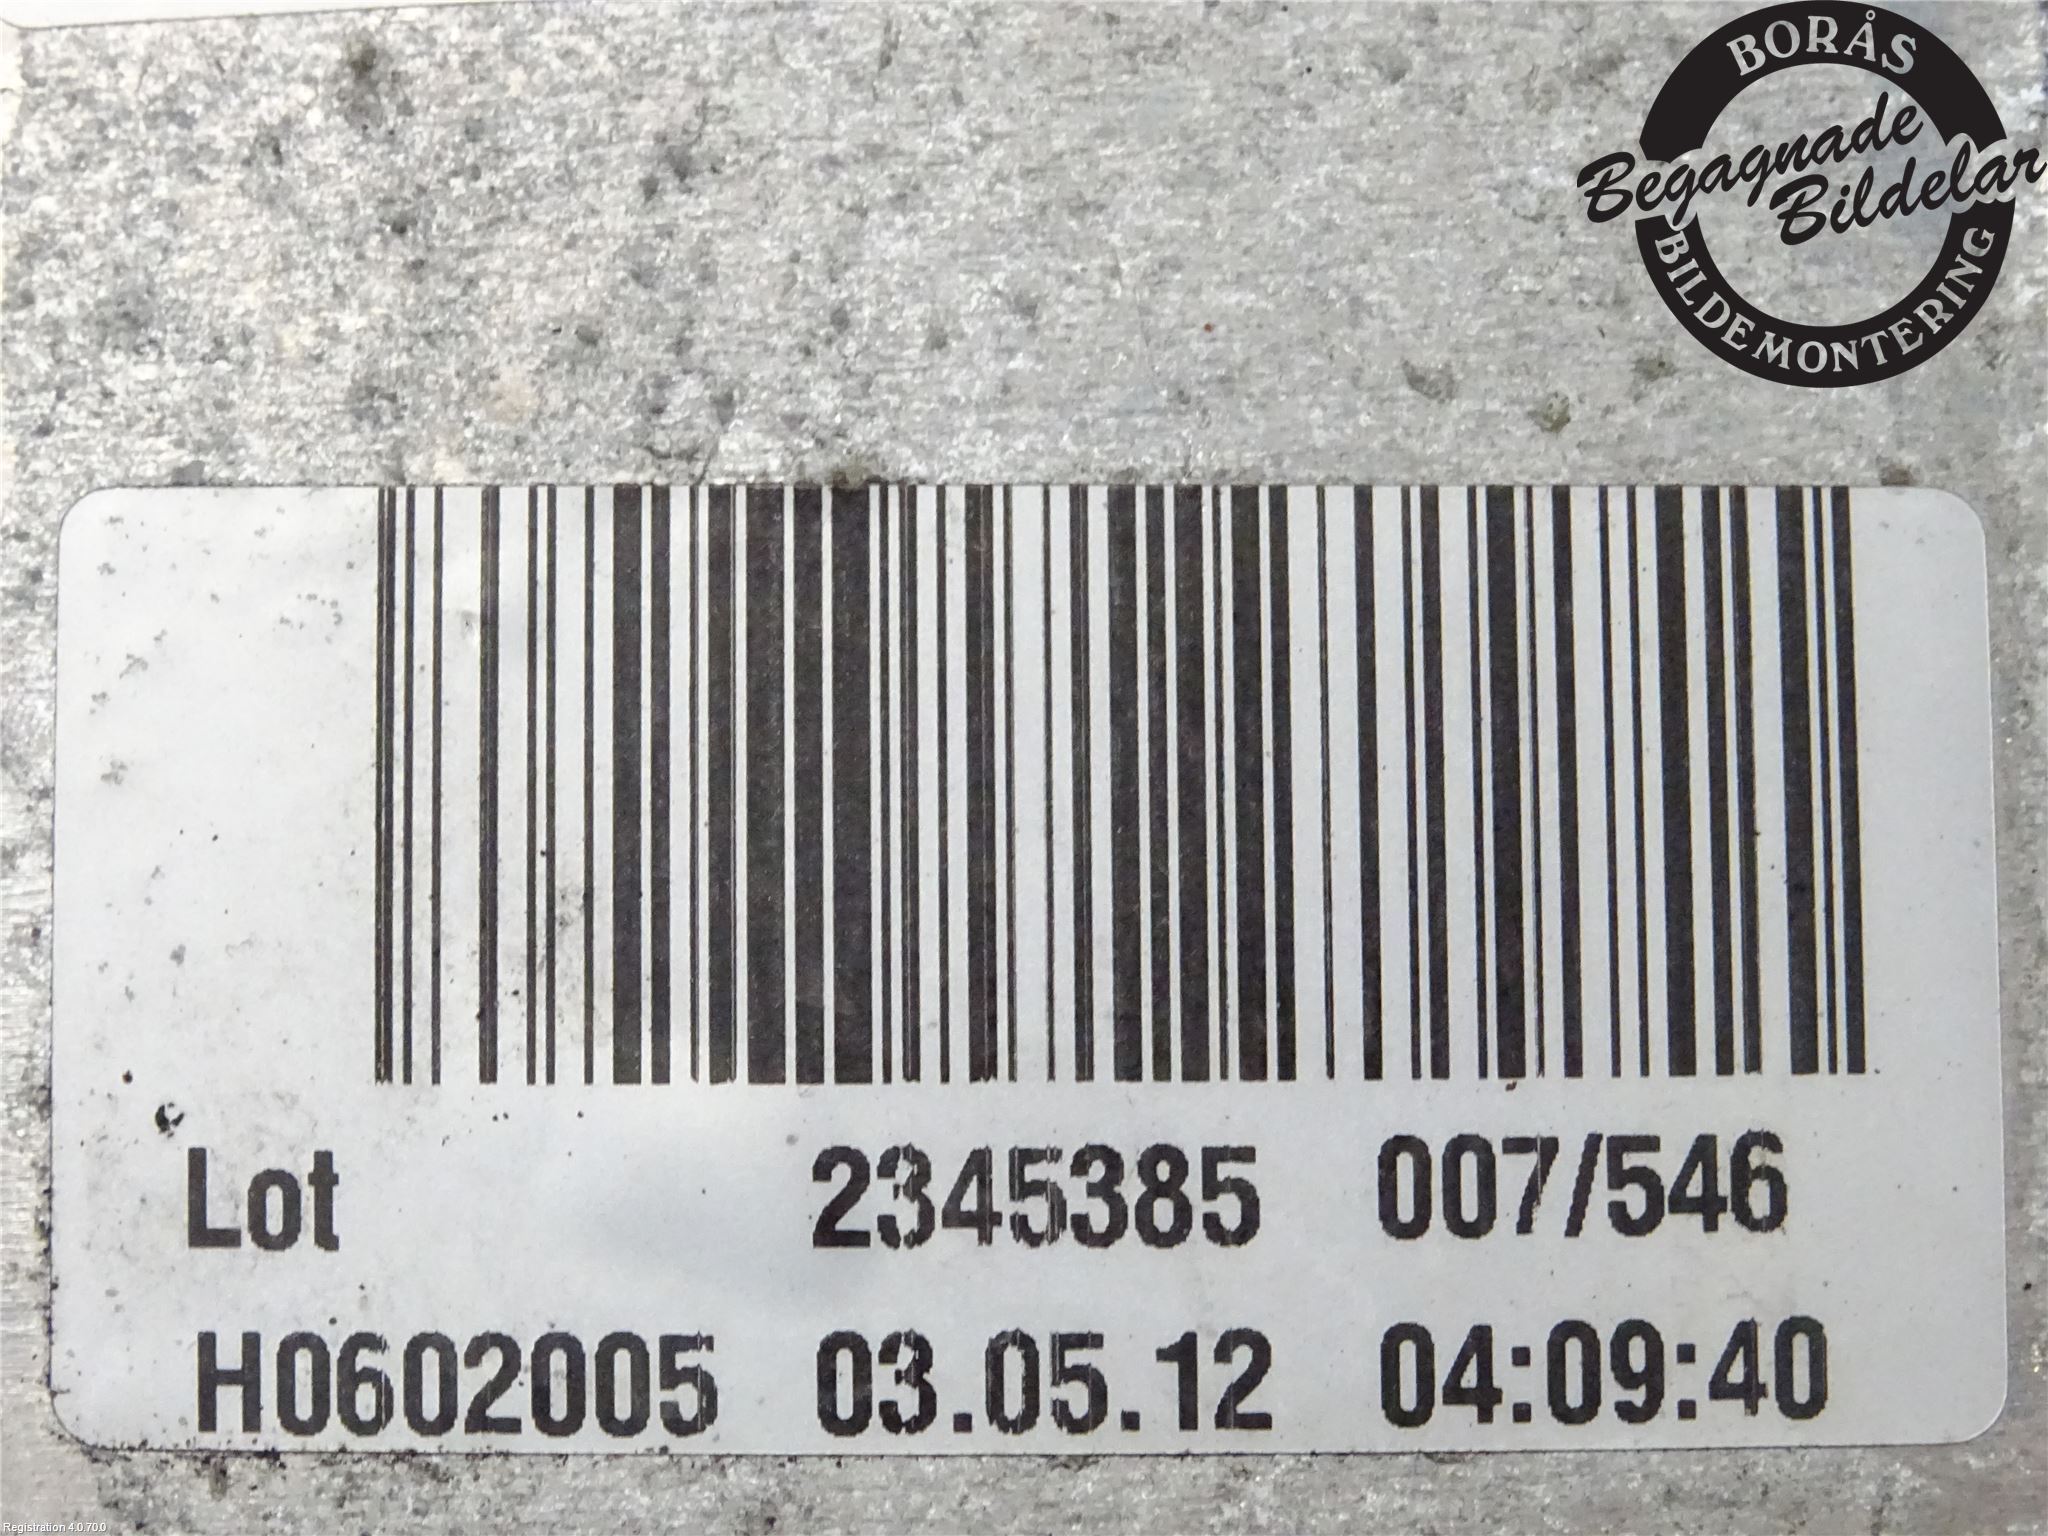 BORÅS
Begagnade
Bildelar
BILDEMONTERING
Lot 2345385 007/546
H0602005 03.05.12 04:09:40
Registration 4.0.70.0